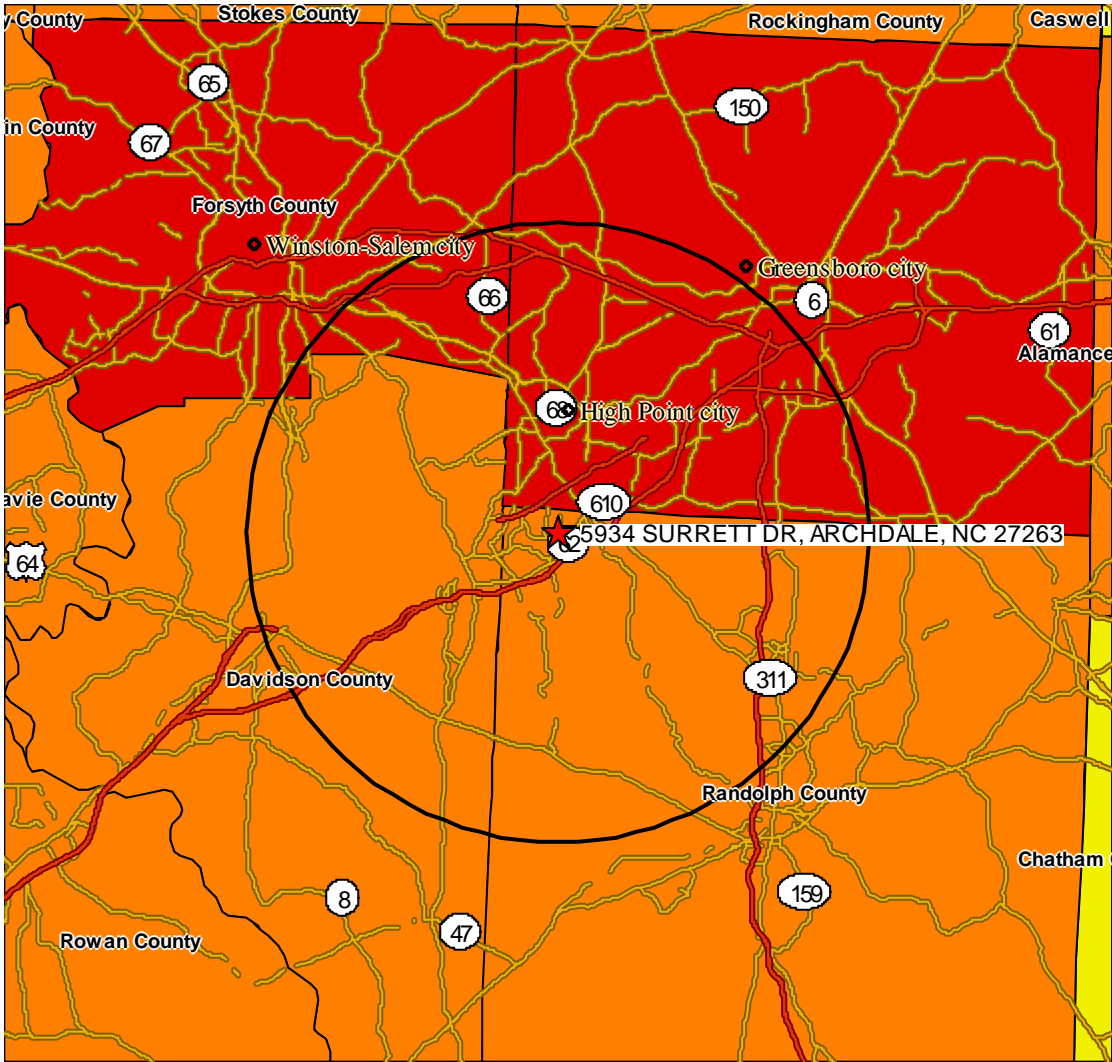 y County
Stokes County
Rockingham County
Caswell
65
150
in County
67
Forsyth County
Winston-Salem city
Greensboro city
66
6
61
Alamance
68
High Point city
avie County
610
5934 SURRETT DR, ARCHDALE, NC 27263
64
Davidson County
311
Randolph County
Chatham
8
159
47
Rowan County